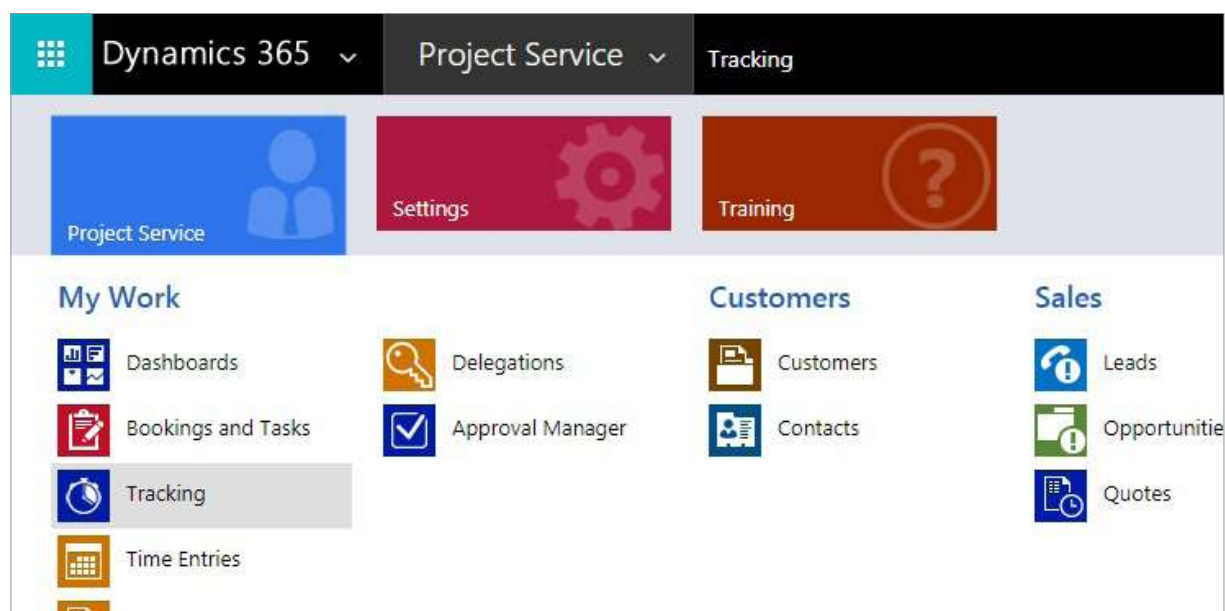 Dynamics 365
Project Service
Tracking
Project Service
Settings
Training
My Work
Customers
Sales
Dashboards
Delegations
Customers
Leads
Bookings and Tasks
Approval Manager
Contacts
Opportunitie
Tracking
Quotes
Time Entries